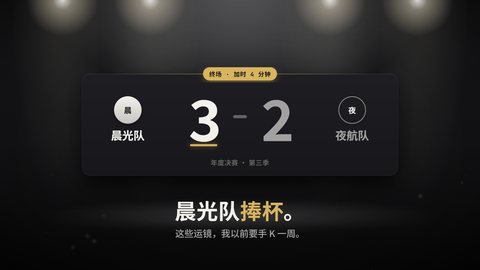 终场 · 加时 4 分钟
晨
3 – 2
夜
晨光队
夜航队
年度决赛 · 第三季
晨光队捧杯。
这些运镜，我以前要手 K 一周。